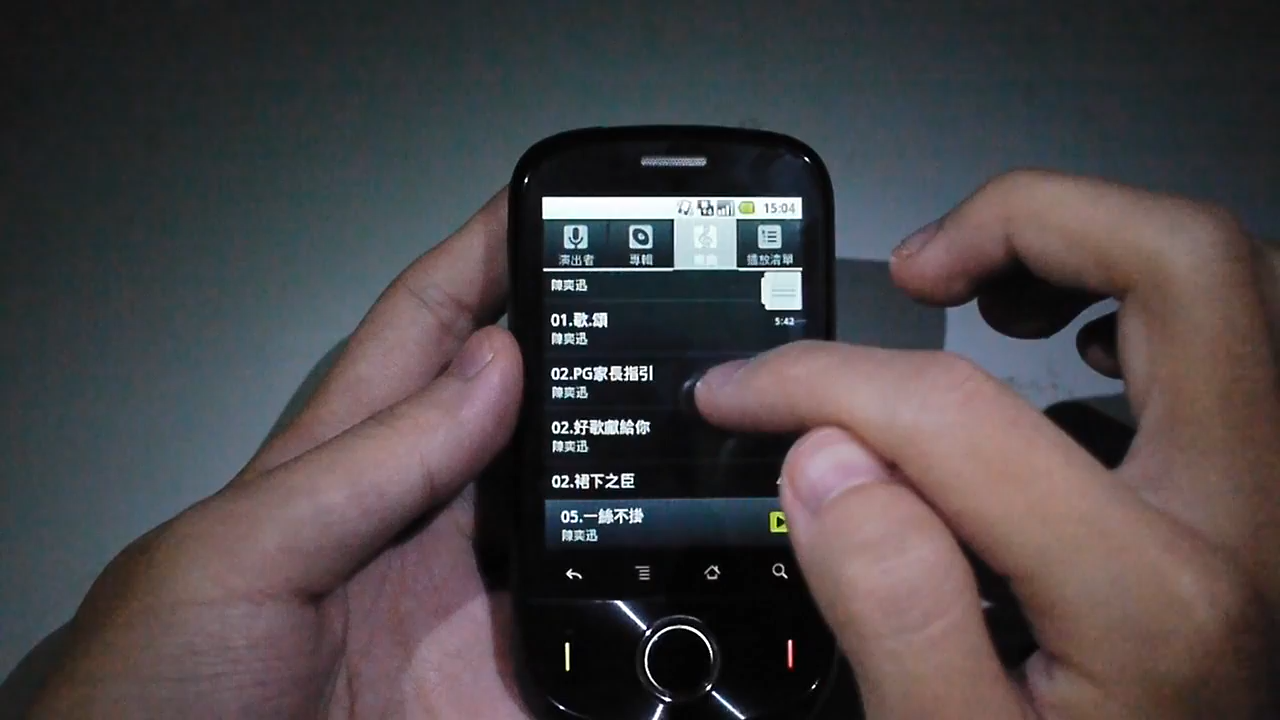 15:04
演出者 專輯 樂曲 播放清單
陳奕迅
01.歌.頌 5:42
陳奕迅
02.PG家長指引
陳奕迅
02.好歌獻給你
陳奕迅
02.裙下之臣
05.一絲不掛
陳奕迅